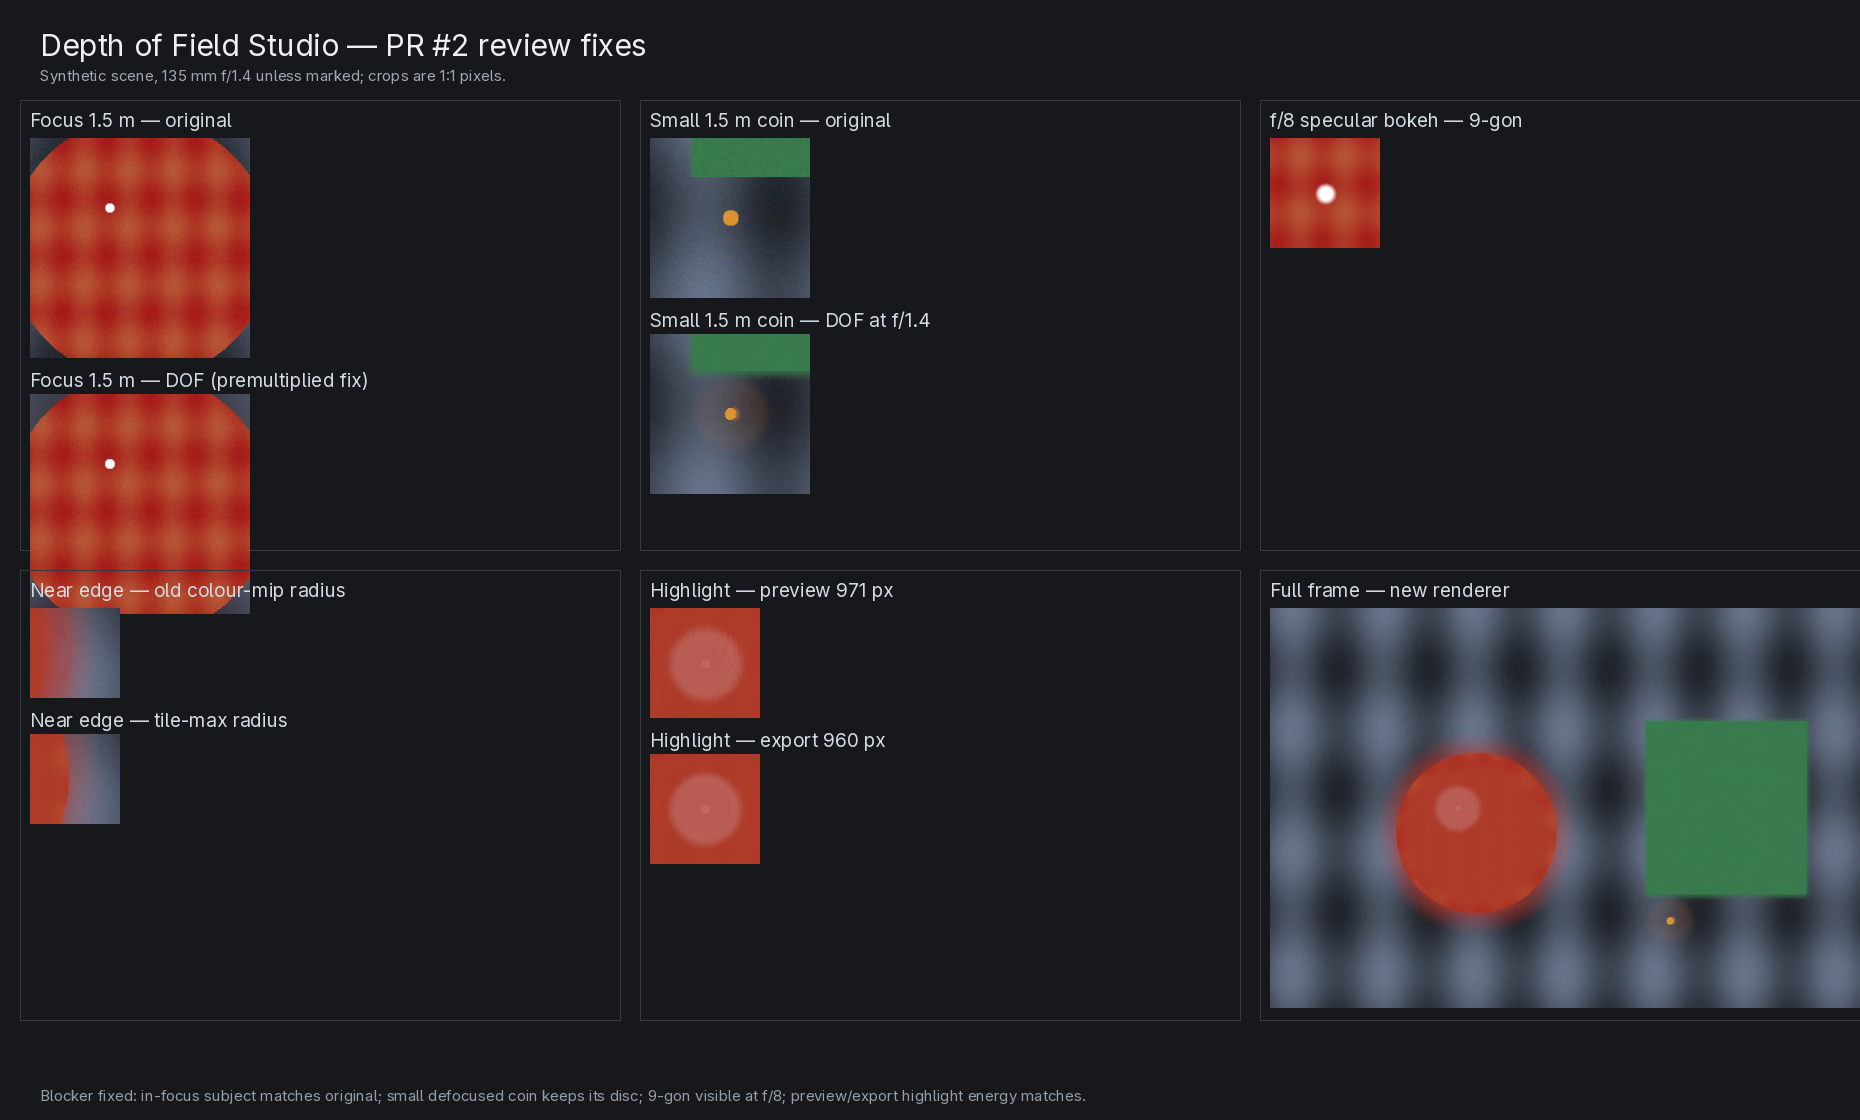 Depth of Field Studio — PR #2 review fixes
Synthetic scene, 135 mm f/1.4 unless marked; crops are 1:1 pixels.
Focus 1.5 m — original
Focus 1.5 m — DOF (premultiplied fix)
Small 1.5 m coin — original
Small 1.5 m coin — DOF at f/1.4
f/8 specular bokeh — 9-gon
Near edge — old colour-mip radius
Near edge — tile-max radius
Highlight — preview 971 px
Highlight — export 960 px
Full frame — new renderer
Blocker fixed: in-focus subject matches original; small defocused coin keeps its disc; 9-gon visible at f/8; preview/export highlight energy matches.